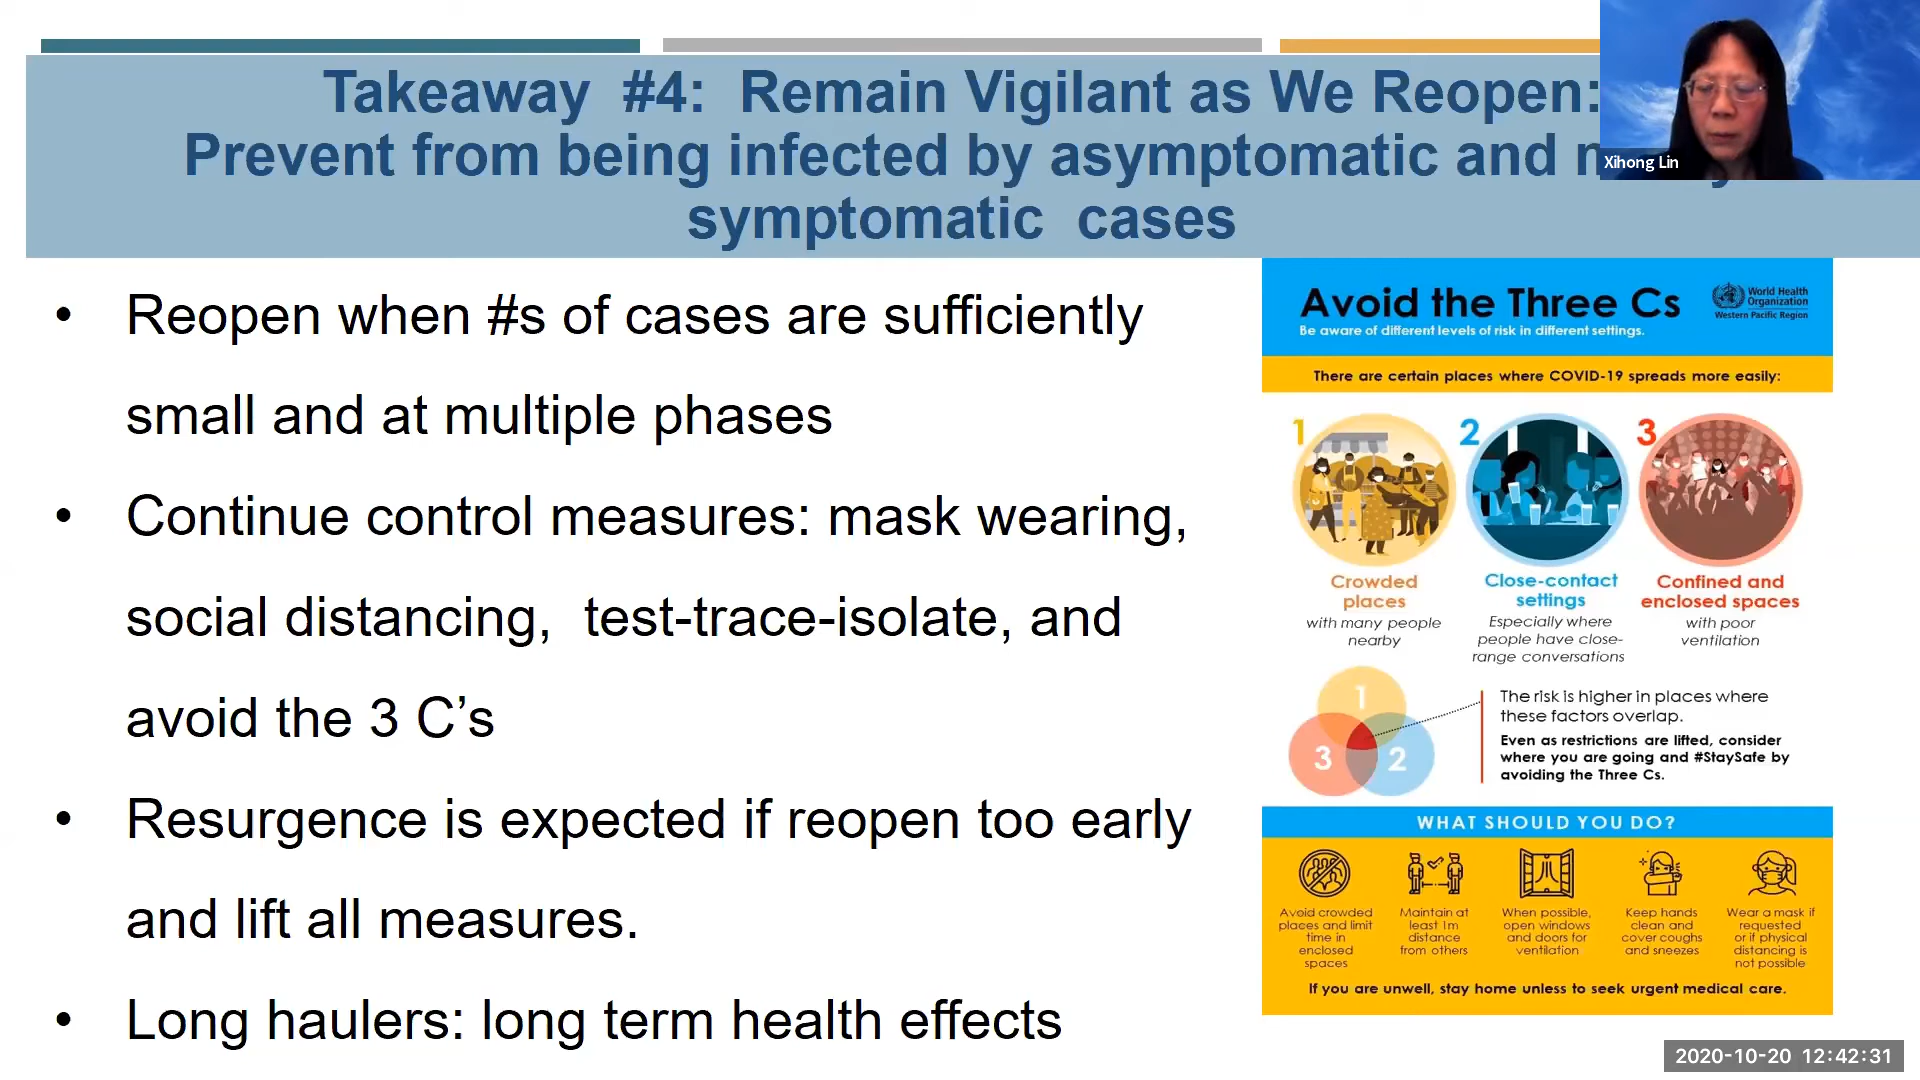 Takeaway #4: Remain Vigilant as We Reopen:
Prevent from being infected by asymptomatic and
symptomatic cases
Xihong Lin
• Reopen when #s of cases are sufficiently
small and at multiple phases
• Continue control measures: mask wearing,
social distancing, test-trace-isolate, and
avoid the 3 C’s
• Resurgence is expected if reopen too early
and lift all measures.
• Long haulers: long term health effects
Avoid the Three Cs
Be aware of different levels of risk in different settings.
World Health
Organization
Western Pacific Region
There are certain places where COVID-19 spreads more easily:
1
Crowded
places
with many people
nearby
2
Close-contact
settings
Especially where
people have close-
range conversations
3
Confined and
enclosed spaces
with poor
ventilation
1
3
2
The risk is higher in places where
these factors overlap.
Even as restrictions are lifted, consider
where you are going and #StaySafe by
avoiding the Three Cs.
WHAT SHOULD YOU DO?
Avoid crowded
places and limit
time in
enclosed
spaces
Maintain at
least 1m
distance
from others
When possible,
open windows
and doors for
ventilation
Keep hands
clean and
cover coughs
and sneezes
Wear a mask if
requested
or if physical
distancing is
not possible
If you are unwell, stay home unless to seek urgent medical care.
2020-10-20 12:42:31